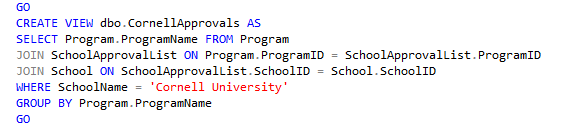 GO
CREATE VIEW dbo.CornellApprovals AS
SELECT Program.ProgramName FROM Program
JOIN SchoolApprovalList ON Program.ProgramID = SchoolApprovalList.ProgramID
JOIN School ON SchoolApprovalList.SchoolID = School.SchoolID
WHERE SchoolName = 'Cornell University'
GROUP BY Program.ProgramName
GO